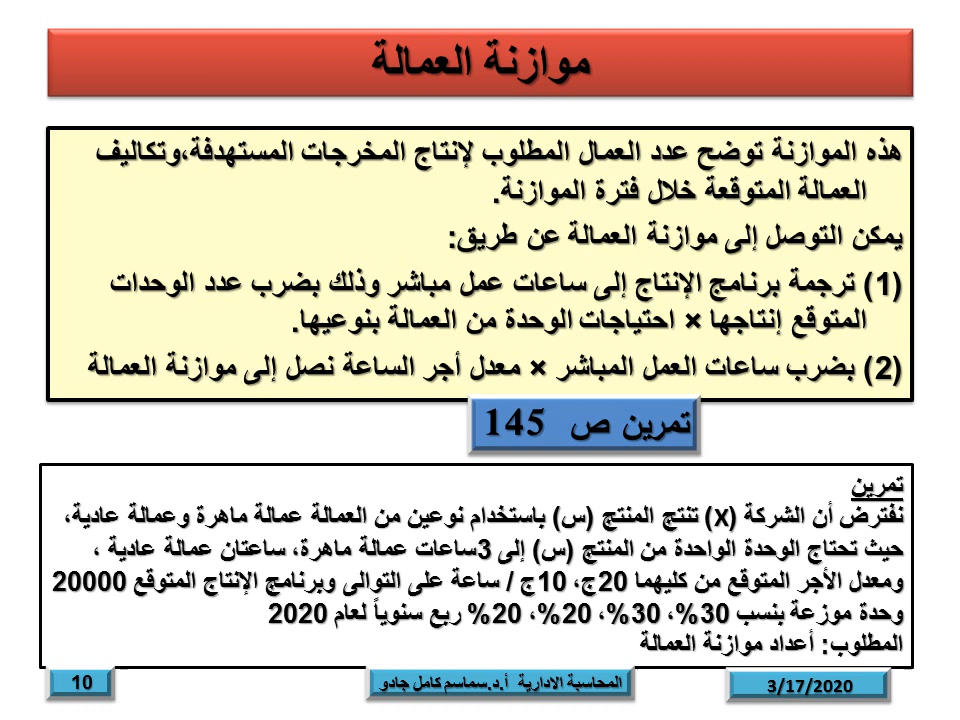 موازنة العمالة
هذه الموازنة توضح عدد العمال المطلوب لإنتاج المخرجات المستهدفة،وتكاليف
العمالة المتوقعة خلال فترة الموازنة.
يمكن التوصل إلى موازنة العمالة عن طريق:
(1) ترجمة برنامج الإنتاج إلى ساعات عمل مباشر وذلك بضرب عدد الوحدات
المتوقع إنتاجها × احتياجات الوحدة من العمالة بنوعيها.
(2) بضرب ساعات العمل المباشر × معدل أجر الساعة نصل إلى موازنة العمالة
تمرين ص 145
تمرين
نفترض أن الشركة (x) تنتج المنتج (س) باستخدام نوعين من العمالة عمالة ماهرة وعمالة عادية،
حيث تحتاج الوحدة الواحدة من المنتج (س) إلى 3ساعات عمالة ماهرة، ساعتان عمالة عادية ،
ومعدل الأجر المتوقع من كليهما 20ج، 10ج / ساعة على التوالى وبرنامج الإنتاج المتوقع 20000
وحدة موزعة بنسب 30%، 30%، 20%، 20% ربع سنوياً لعام 2020
المطلوب: أعداد موازنة العمالة
10
المحاسبة الادارية أ.د.سماسم كامل جادو
3/17/2020